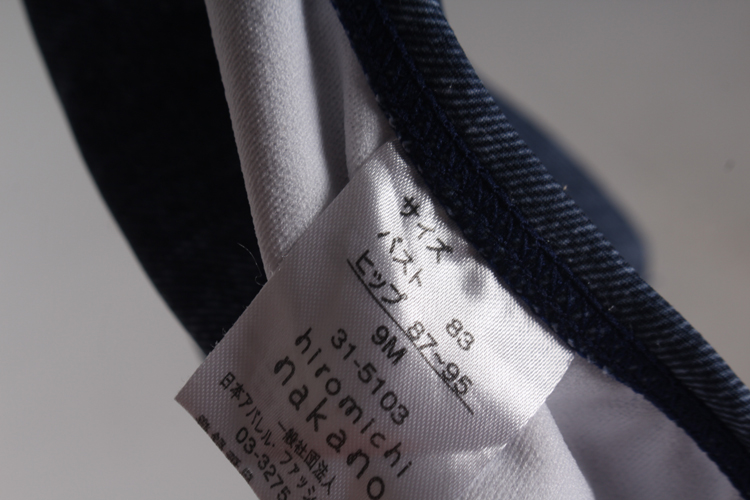 サイズ
バスト 83
ヒップ 87~95
9M
31-5103
hiromichi
nakano
一般社団法人
日本アパレル・ファッシ
03-3275